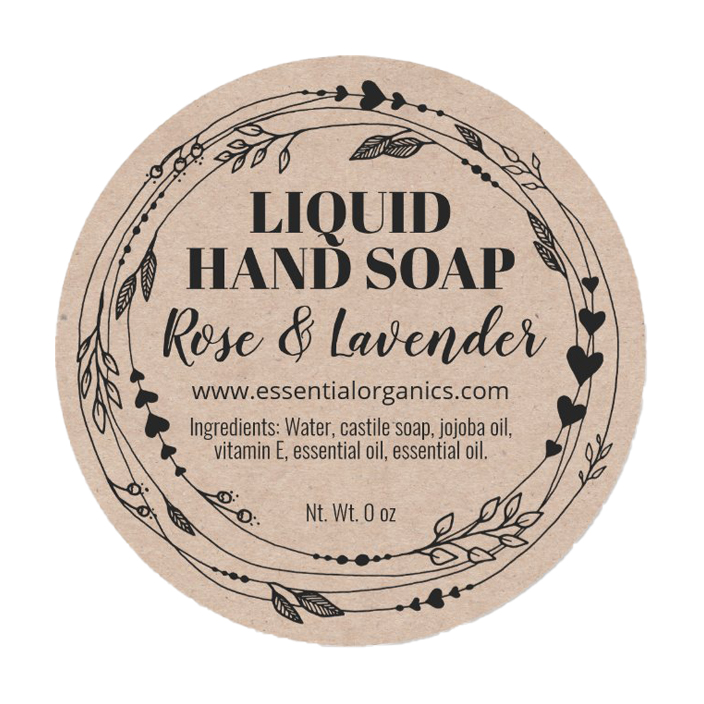 LIQUID
HAND SOAP
Rose & Lavender
www.essentialorganics.com
Ingredients: Water, castile soap, jojoba oil,
vitamin E, essential oil, essential oil.
Nt. Wt. 0 oz